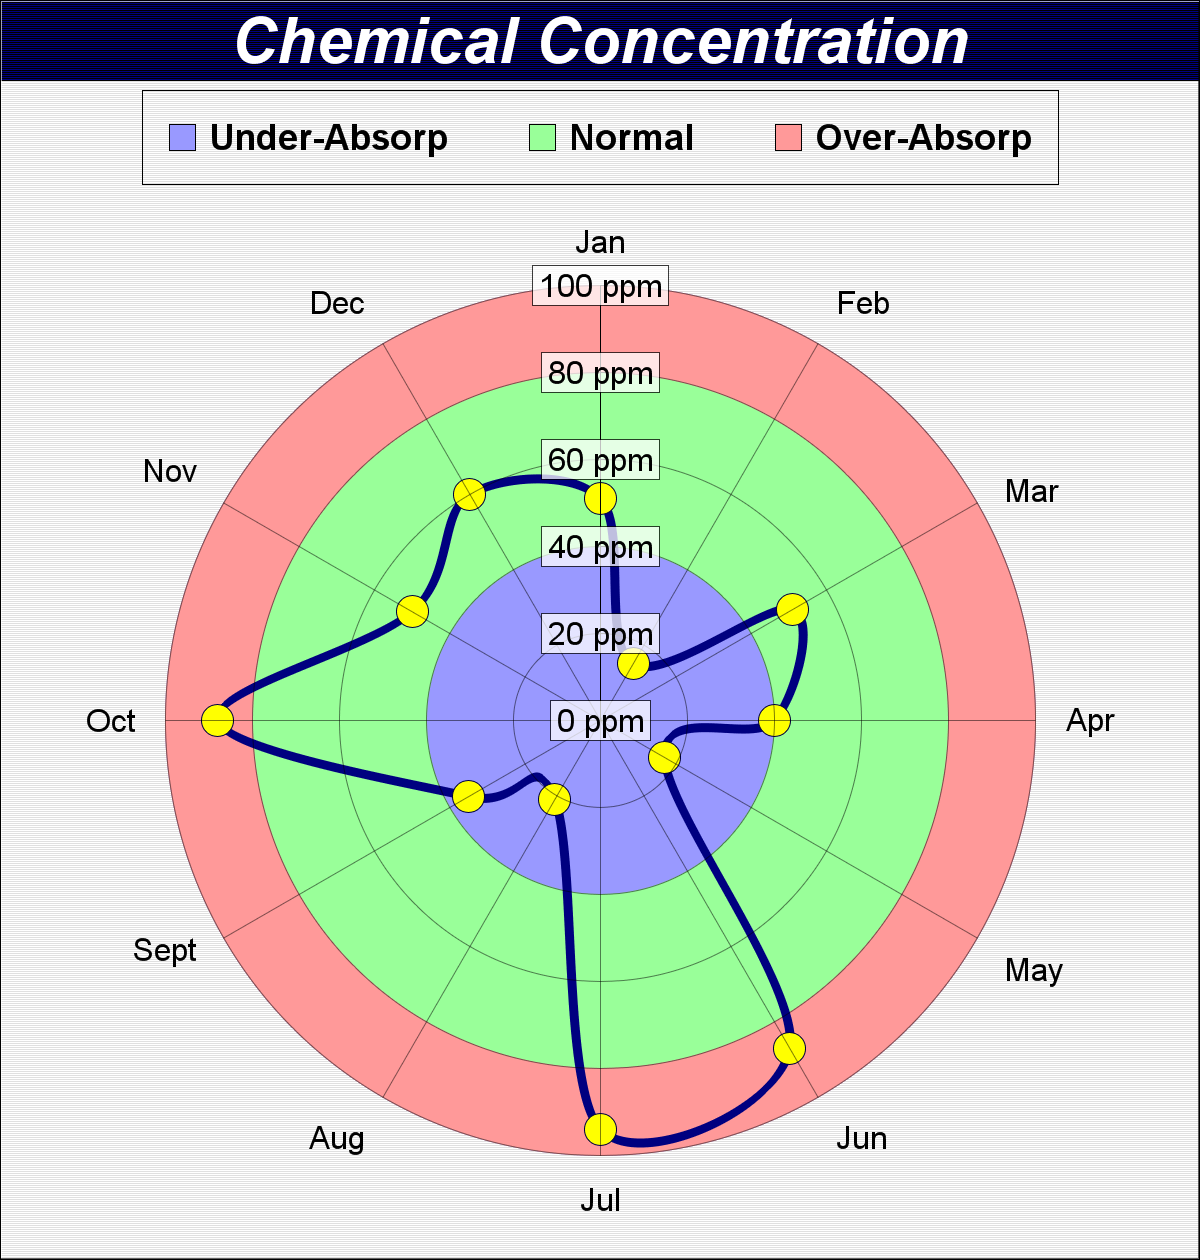 Chemical Concentration
Under-Absorp Normal Over-Absorp
Jan
100 ppm
Dec
Feb
80 ppm
60 ppm
Nov
Mar
40 ppm
20 ppm
Oct
0 ppm
Apr
Sept
May
Aug
Jun
Jul